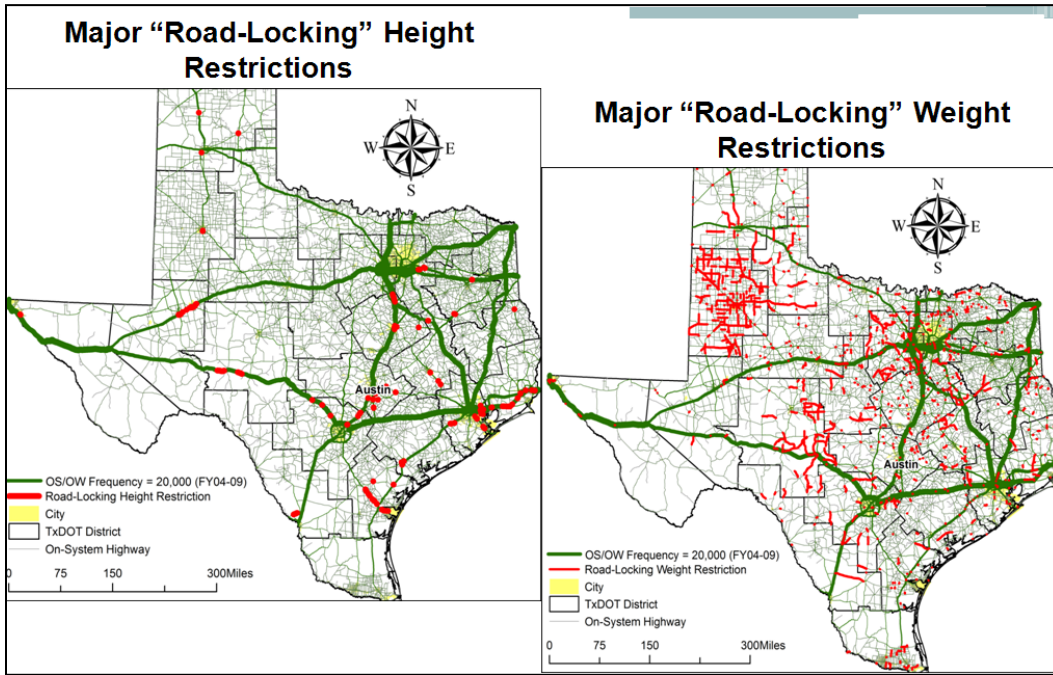 Major “Road-Locking” Height
Restrictions
N
W
E
S
Austin
OS/OW Frequency = 20,000 (FY04-09)
Road-Locking Height Restriction
City
TxDOT District
On-System Highway
0 75 150 300Miles
Major “Road-Locking” Weight
Restrictions
N
W
E
S
Austin
OS/OW Frequency = 20,000 (FY04-09)
Road-Locking Weight Restriction
City
TxDOT District
On-System Highway
0 75 150 300Miles